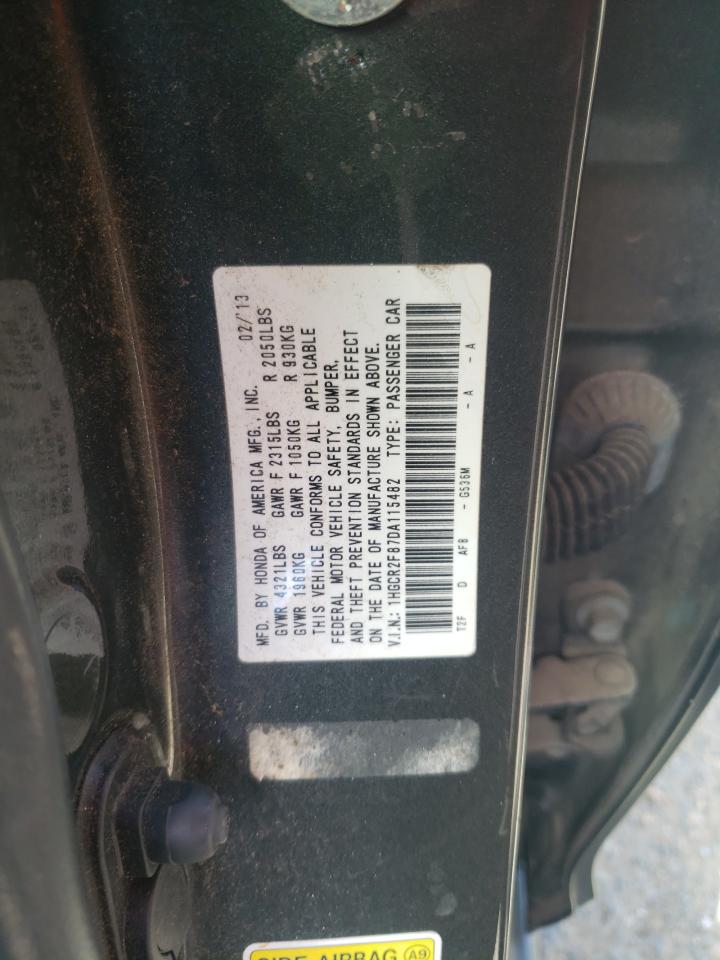 MFD. BY HONDA OF AMERICA MFG., INC. 02/'13
GVWR 4321LBS GAWR F 2315LBS R 2050LBS
GVWR 1960KG GAWR F 1050KG R 930KG
THIS VEHICLE CONFORMS TO ALL APPLICABLE
FEDERAL MOTOR VEHICLE SAFETY, BUMPER,
AND THEFT PREVENTION STANDARDS IN EFFECT
ON THE DATE OF MANUFACTURE SHOWN ABOVE.
V.I.N.: 1HGCR2F87DA115482 TYPE: PASSENGER CAR
T2F D AFB - G536M - A - A
SIDE AIRBAG A9